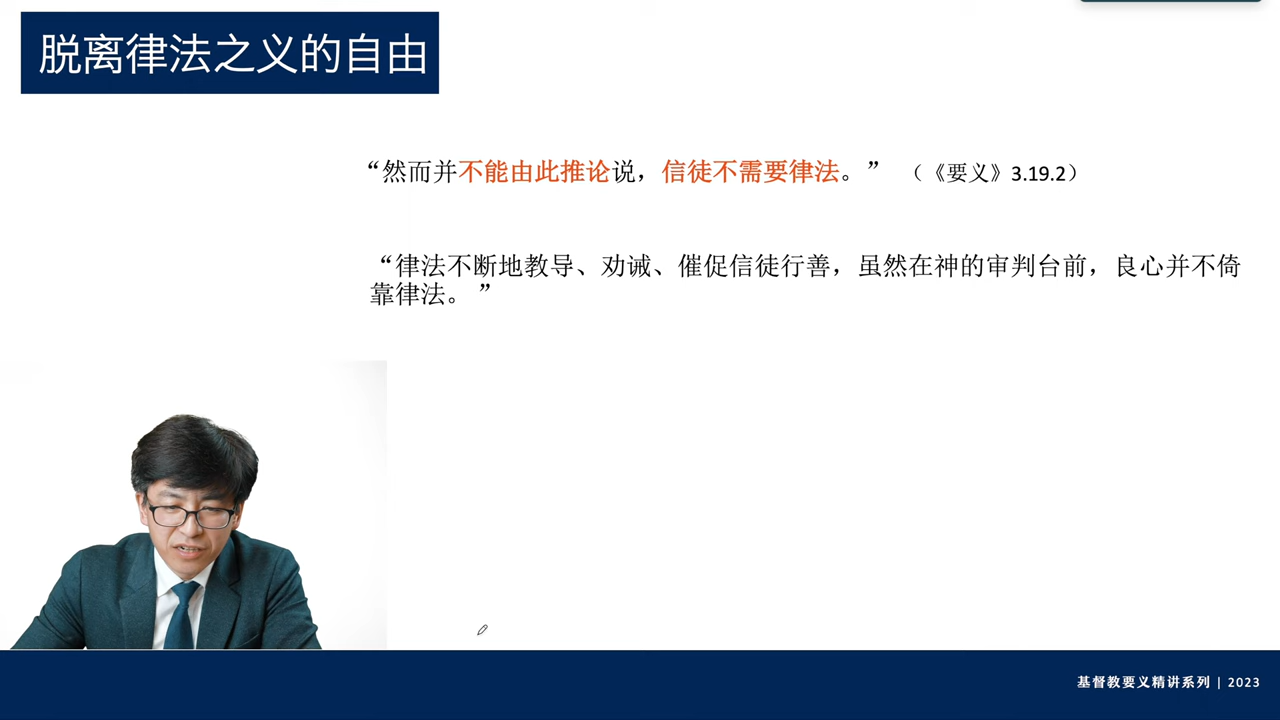 脱离律法之义的自由
“然而并不能由此推论说，信徒不需要律法。” （《要义》3.19.2）
“律法不断地教导、劝诫、催促信徒行善，虽然在神的审判台前，良心并不倚
靠律法。 ”
基督教要义精讲系列 | 2023